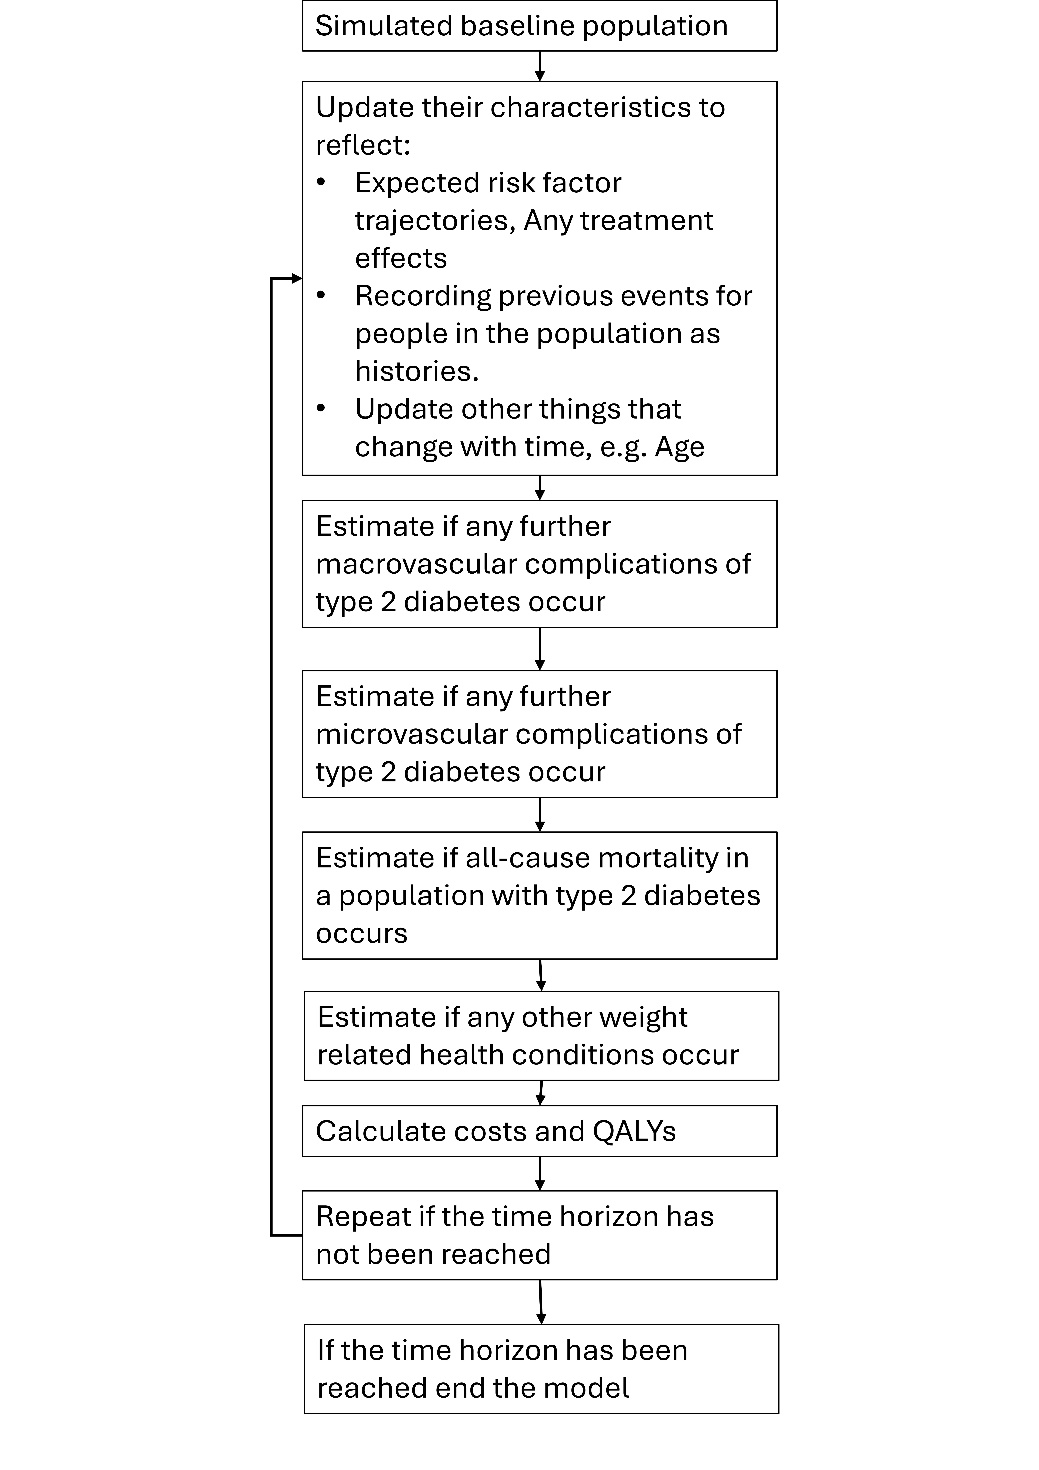 Simulated baseline population
Update their characteristics to
reflect:
• Expected risk factor
trajectories, Any treatment
effects
• Recording previous events for
people in the population as
histories.
• Update other things that
change with time, e.g. Age
Estimate if any further
macrovascular complications of
type 2 diabetes occur
Estimate if any further
microvascular complications of
type 2 diabetes occur
Estimate if all-cause mortality in
a population with type 2 diabetes
occurs
Estimate if any other weight
related health conditions occur
Calculate costs and QALYs
Repeat if the time horizon has
not been reached
If the time horizon has been
reached end the model